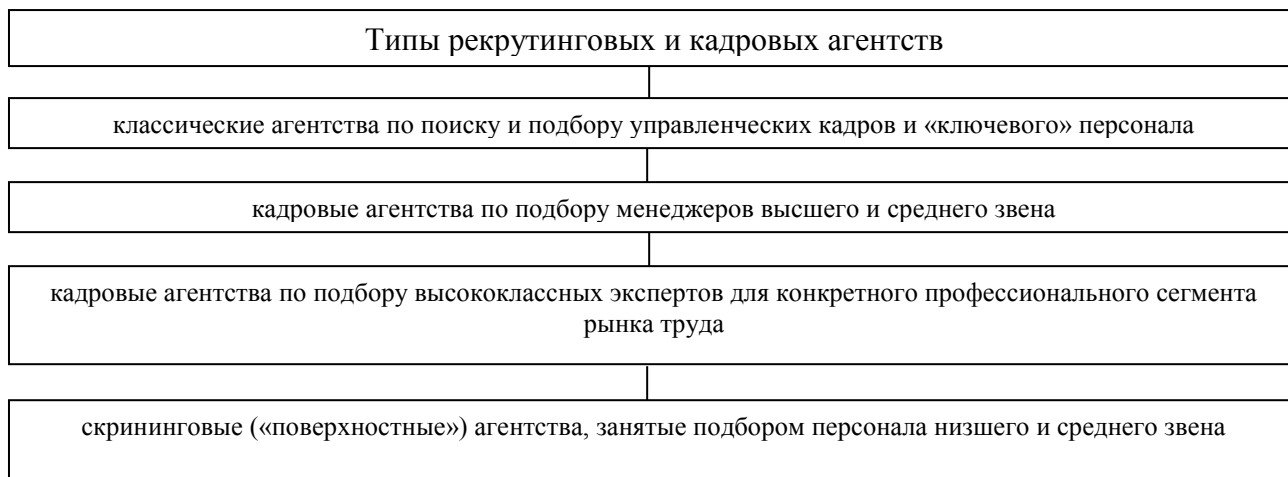 Типы рекрутинговых и кадровых агентств
классические агентства по поиску и подбору управленческих кадров и «ключевого» персонала
кадровые агентства по подбору менеджеров высшего и среднего звена
кадровые агентства по подбору высококлассных экспертов для конкретного профессионального сегмента
рынка труда
скрининговые («поверхностные») агентства, занятые подбором персонала низшего и среднего звена